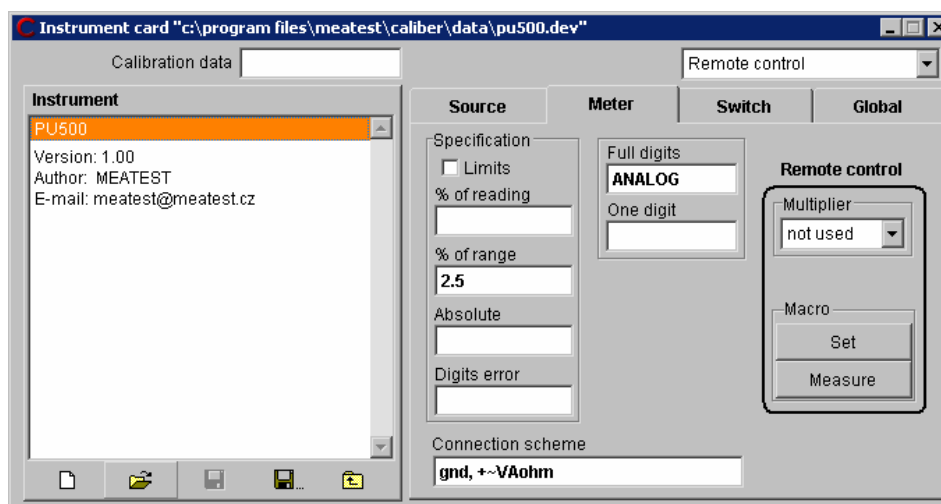 Instrument card "c:\program files\meatest\caliber\data\pu500.dev"
Calibration data
Remote control
Instrument
PU500
Version: 1.00
Author: MEATEST
E-mail: meatest@meatest.cz
Source
Meter
Switch
Global
Specification
Limits
% of reading
% of range
2.5
Absolute
Digits error
Full digits
ANALOG
One digit
Remote control
Multiplier
not used
Macro
Set
Measure
Connection scheme
gnd, +~VAohm